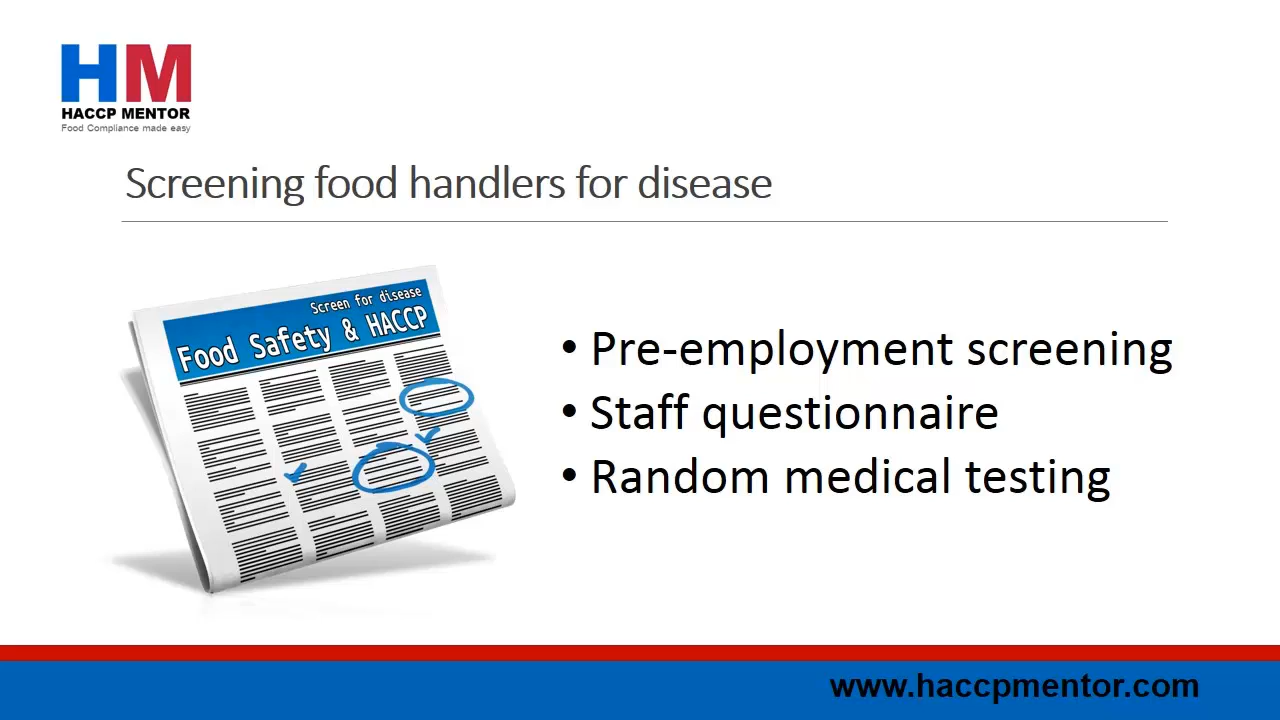 HM
HACCP MENTOR
Food Compliance made easy
Screening food handlers for disease
Screen for disease
Food Safety & HACCP
• Pre-employment screening
• Staff questionnaire
• Random medical testing
www.haccpmentor.com